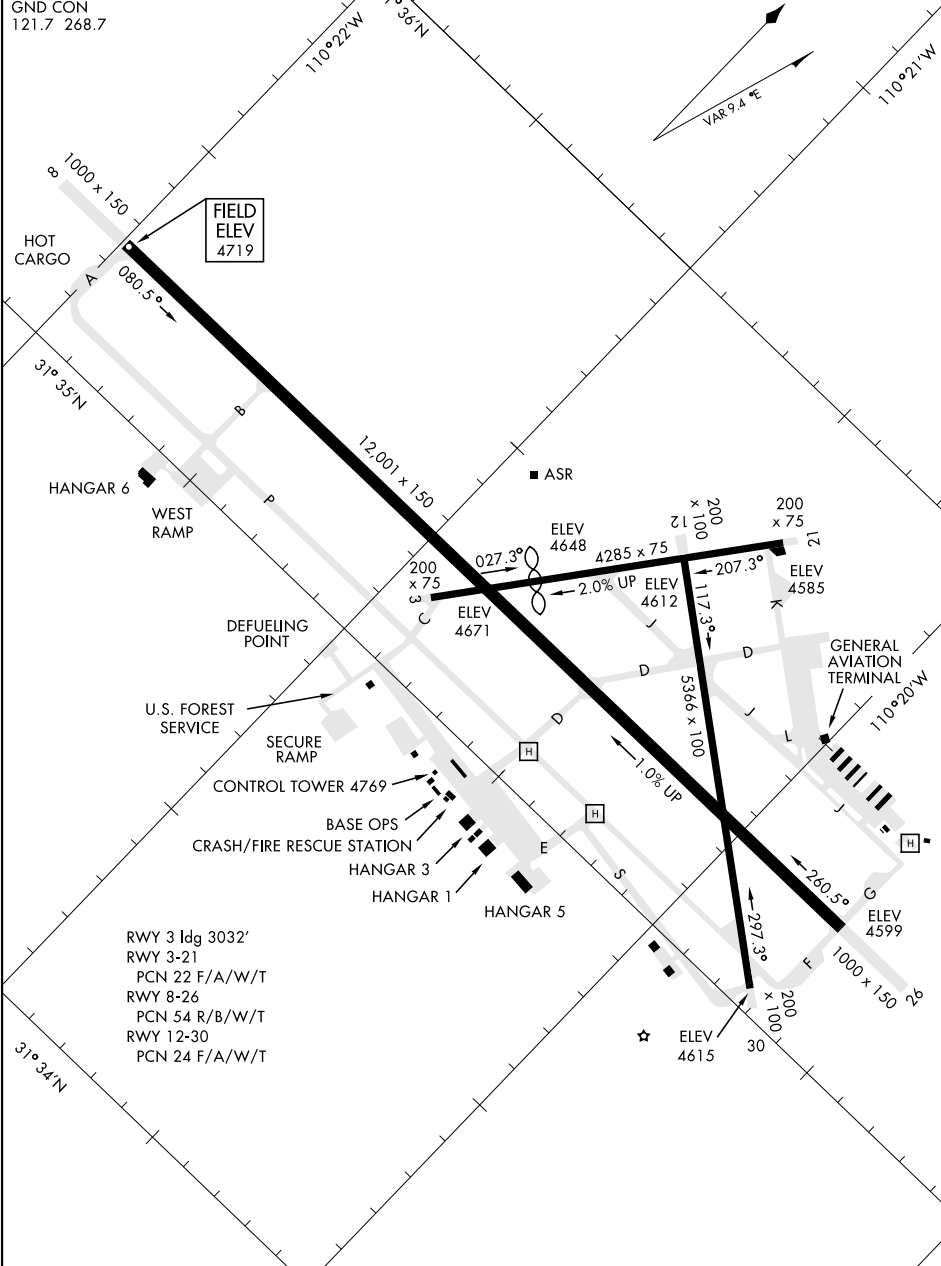 GND CON
121.7 268.7
110°22'W
°36'N
VAR 9.4 °E
110°21'W
8
1000 x 150
FIELD
ELEV
4719
HOT
CARGO
A
080.5°
31° 35'N
B
12,001 x 150
HANGAR 6
WEST
RAMP
P
ASR
200
x 75
3
C
027.3°
ELEV
4648
4285 x 75
2.0% UP
ELEV
4671
12
200
x 100
200
x 75
21
207.3°
ELEV
4612
ELEV
4585
117.3°
K
J
D
D
D
J
L
J
5366 x 100
GENERAL
AVIATION
TERMINAL
110°20'W
DEFUELING
POINT
U.S. FOREST
SERVICE
SECURE
RAMP
H
1.0% UP
CONTROL TOWER 4769
BASE OPS
CRASH/FIRE RESCUE STATION
HANGAR 3
HANGAR 1
HANGAR 5
H
E
S
H
260.5°
G
ELEV
4599
F
1000 x 150
26
297.3°
200
x 100
30
ELEV
4615
RWY 3 ldg 3032'
RWY 3-21
PCN 22 F/A/W/T
RWY 8-26
PCN 54 R/B/W/T
RWY 12-30
PCN 24 F/A/W/T
31° 34'N